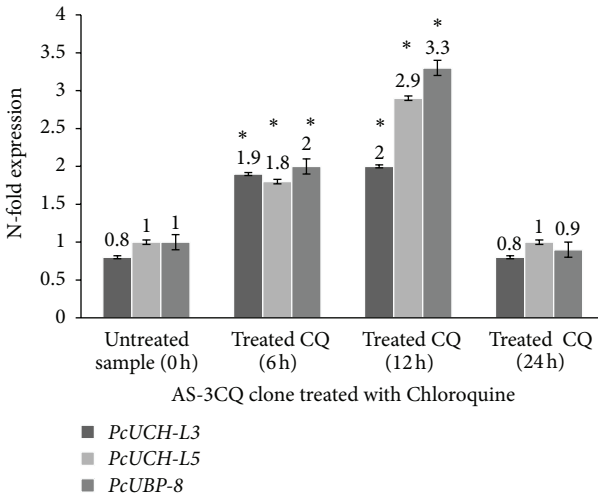 4
3.5
3
2.5
2
1.5
1
0.5
0
N-fold expression
0.8 1 1
* * *
1.9 1.8 2
* * *
2 2.9 3.3
0.8 1 0.9
Untreated sample (0 h)
Treated CQ (6 h)
Treated CQ (12 h)
Treated CQ (24 h)
AS-3CQ clone treated with Chloroquine
PcUCH-L3
PcUCH-L5
PcUBP-8